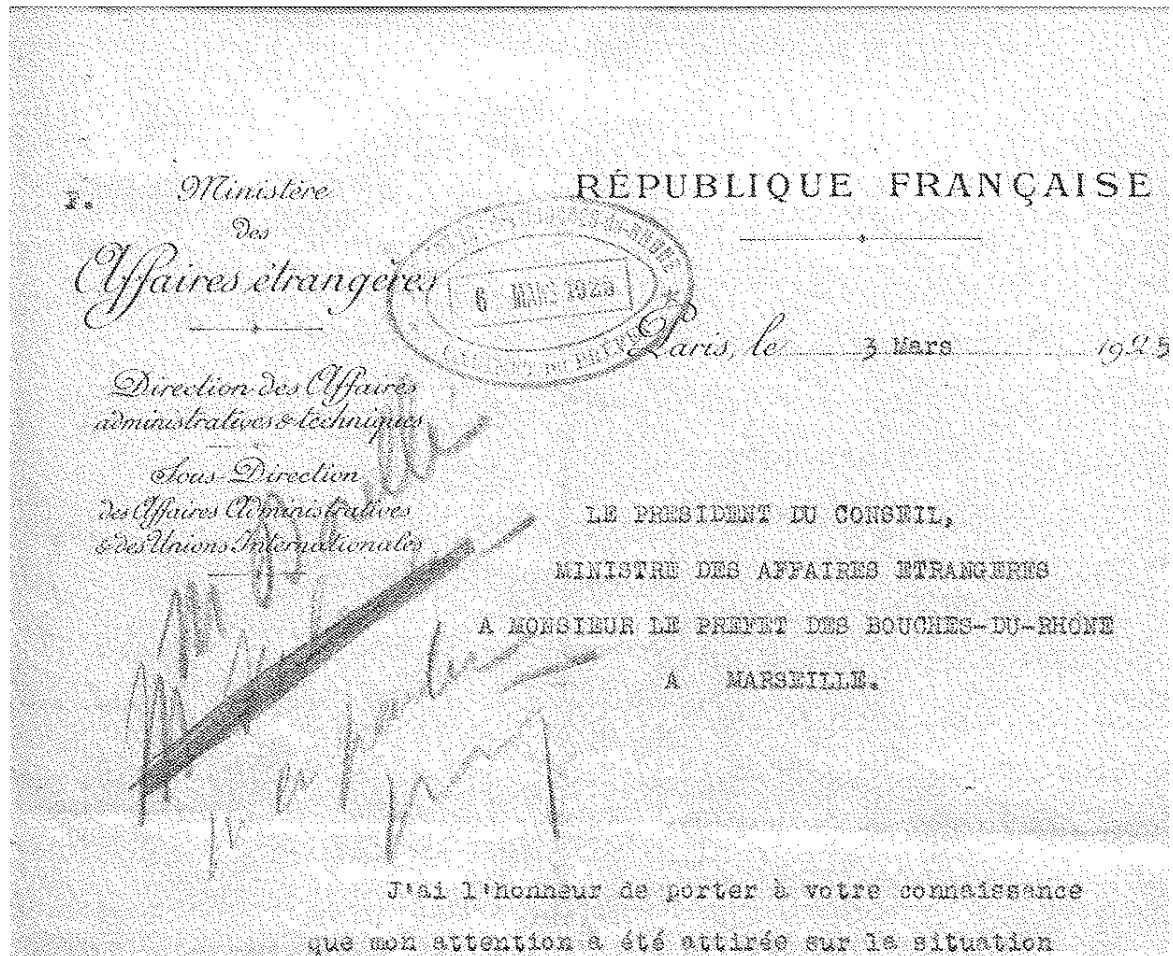 P.
Ministère
des
Affaires étrangères
Direction des Affaires
administratives & techniques
Sous-Direction
des Affaires Administratives
& des Unions Internationales
RÉPUBLIQUE FRANÇAISE
6 MARS
Paris, le 3 Mars 1925
LE PRESIDENT DU CONSEIL,
MINISTRE DES AFFAIRES ETRANGERES
A MONSIEUR LE PREFET DES BOUCHES-DU-RHÔNE
A MARSEILLE.
J'ai l'honneur de porter à votre connaissance
que mon attention a été attirée sur la situation